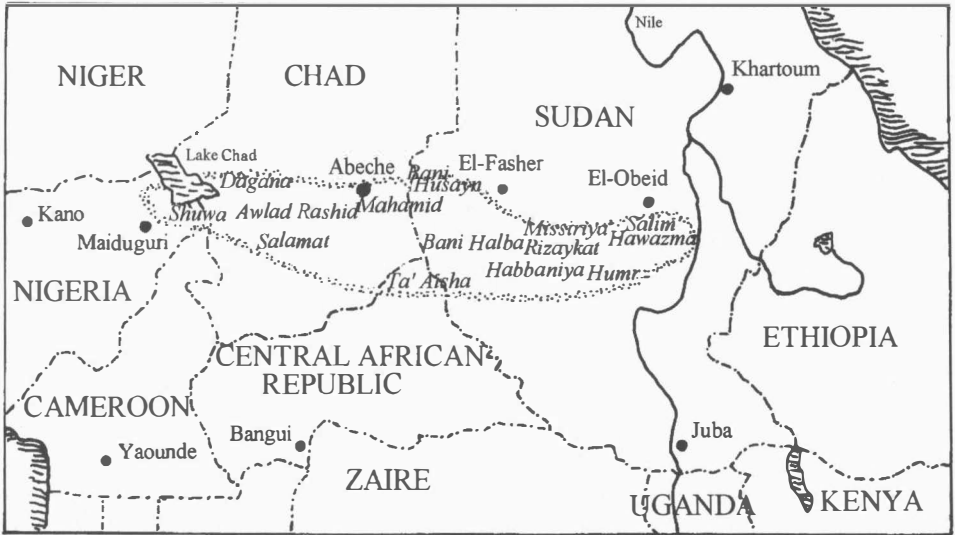 Nile
NIGER
CHAD
Khartoum
SUDAN
Lake Chad
Abeche
Bani
El-Fasher
Dagana
Husayn
El-Obeid
Mahamid
Kano
Shuwa
Awlad Rashid
Missiriya
Salim
Maiduguri
Salamat
Bani Halba
Rizaykat
Hawazma
Habbaniya
Humr
Ta' Aisha
NIGERIA
ETHIOPIA
CENTRAL AFRICAN
REPUBLIC
CAMEROON
Bangui
Juba
Yaounde
ZAIRE
UGANDA
KENYA